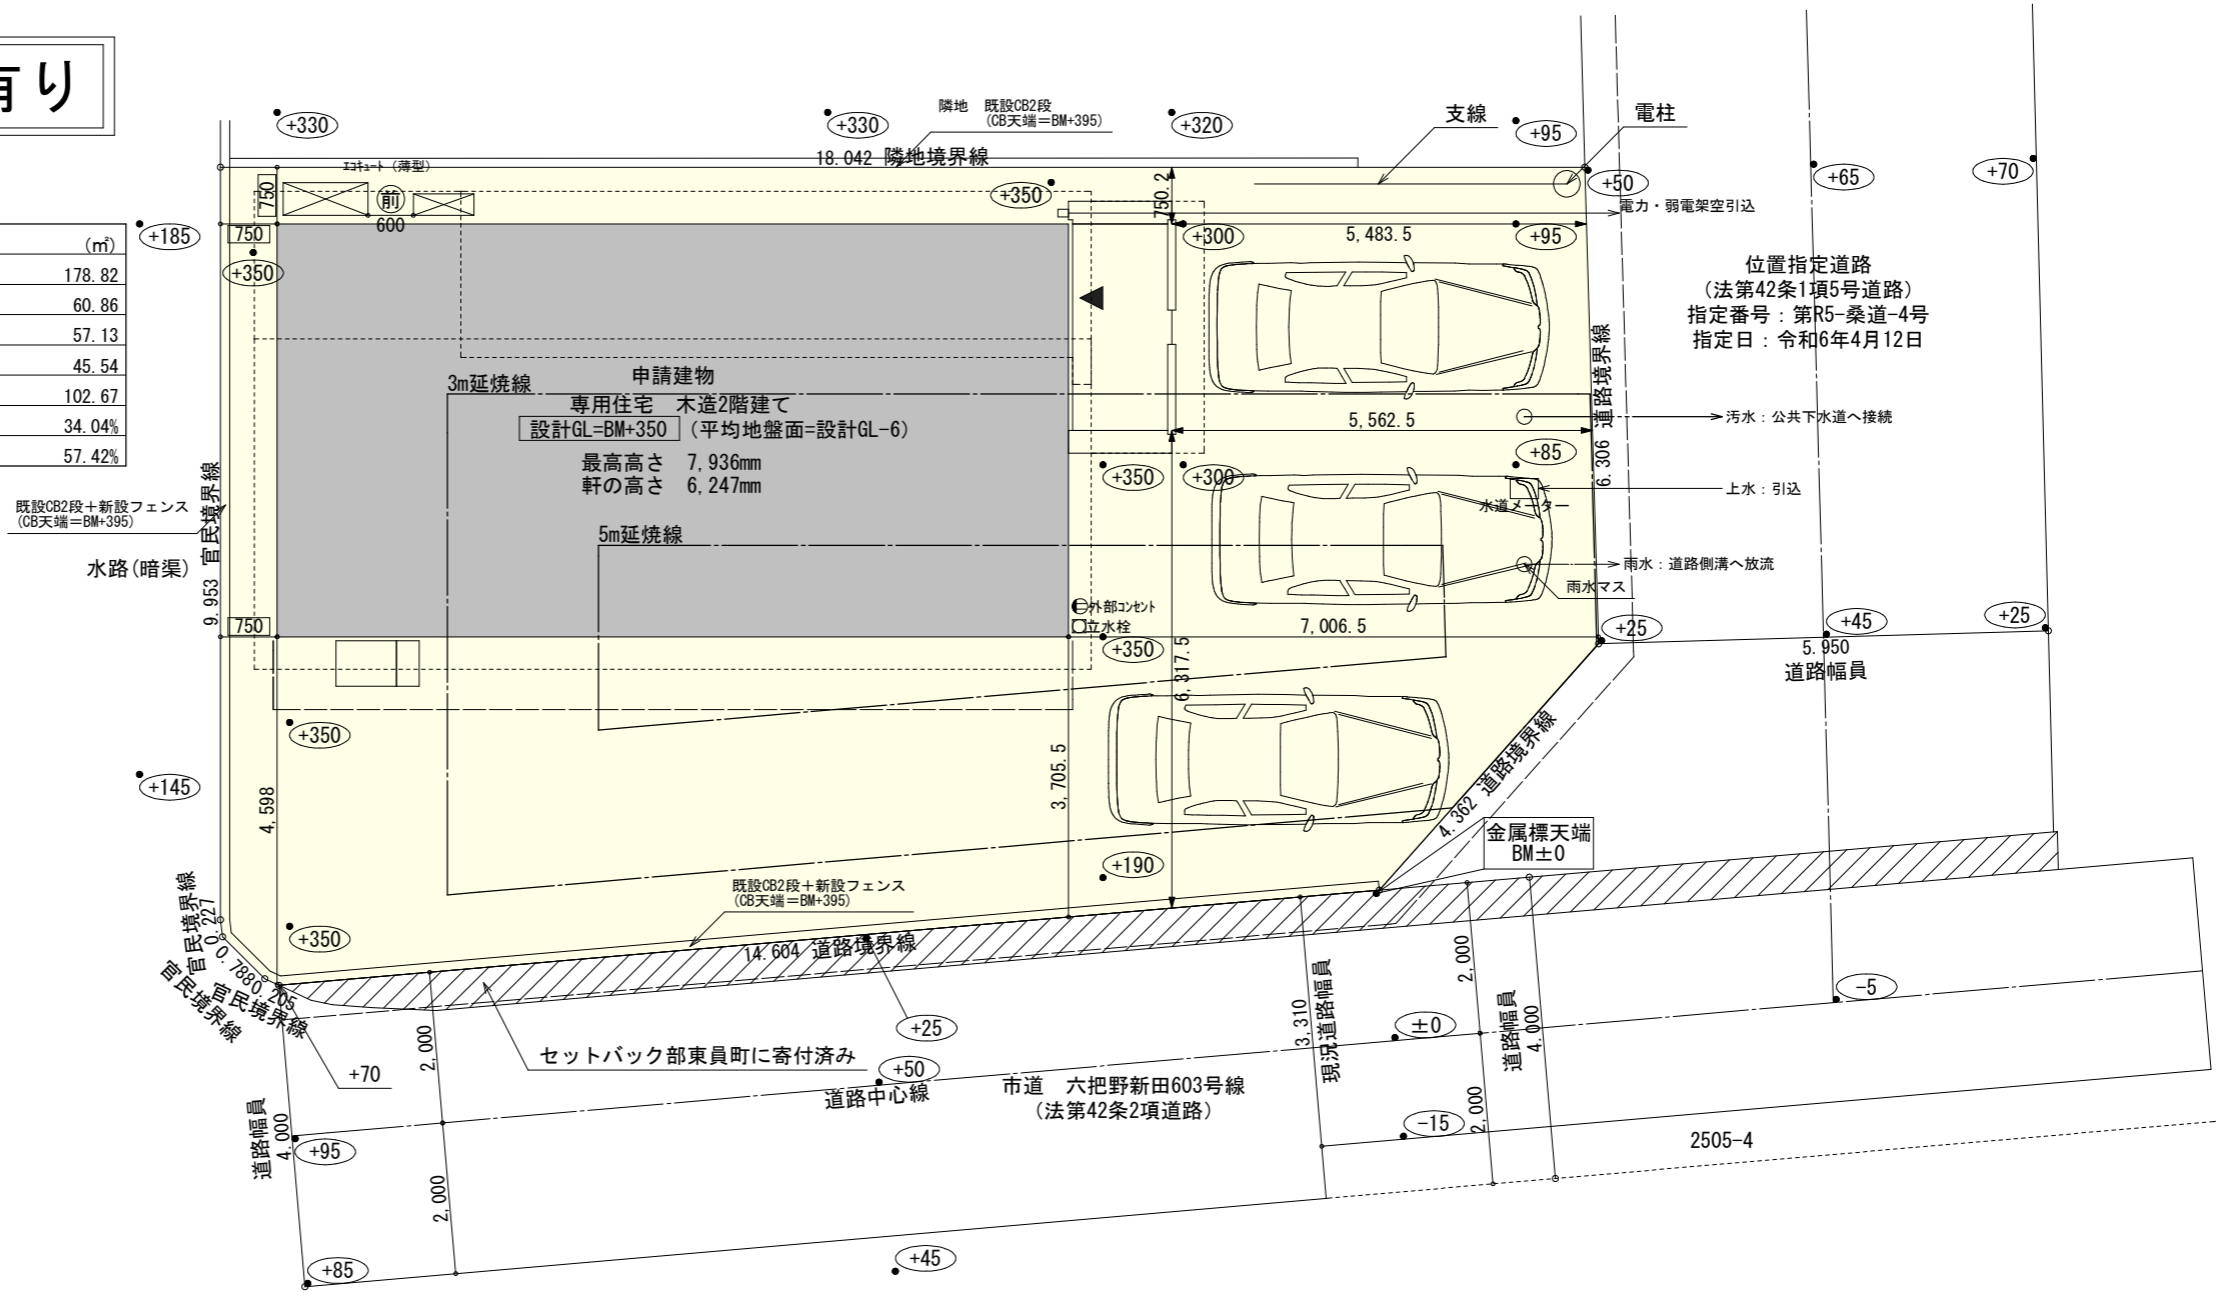 有り
+330
+330
隣地 既設CB2段
(CB天端=BM+395)
+320
支線
+95
電柱
18.042 隣地境界線
エコキュート (薄型)
750
前
600
+350
750.2
+50
+65
+70
電力・弱電架空引込
+185
750
+350
+300
5,483.5
+95
(㎡)
178.82
60.86
57.13
45.54
102.67
34.04%
57.42%
位置指定道路
(法第42条1項5号道路)
指定番号：第R5-桑道-4号
指定日：令和6年4月12日
3m延焼線
申請建物
専用住宅 木造2階建て
設計GL=BM+350 (平均地盤面=設計GL-6)
最高高さ 7,936mm
軒の高さ 6,247mm
5m延焼線
5,562.5
汚水：公共下水道へ接続
+85
6.306 道路境界線
+350
+300
上水：引込
水道メーター
既設CB2段+新設フェンス
(CB天端=BM+395)
9.953 官民境界線
水路(暗渠)
雨水：道路側溝へ放流
雨水マス
外部コンセント
立水栓
750
7,006.5
+350
6,317.5
+25
+45
+25
5.950
道路幅員
+350
+145
4,598
3,705.5
4.362 道路境界線
金属標天端
BM±0
+190
既設CB2段+新設フェンス
(CB天端=BM+395)
0.227
官民境界線
+350
14.604 道路境界線
0.788
官民境界線
0.205
官民境界線
2,000
3,310
現況道路幅員
2,000
道路幅員
4.000
-5
+25
±0
セットバック部東員町に寄付済み
+70
2,000
+50
道路中心線
市道 六把野新田603号線
(法第42条2項道路)
道路幅員
4.000
+95
-15
2,000
2505-4
2,000
+85
+45